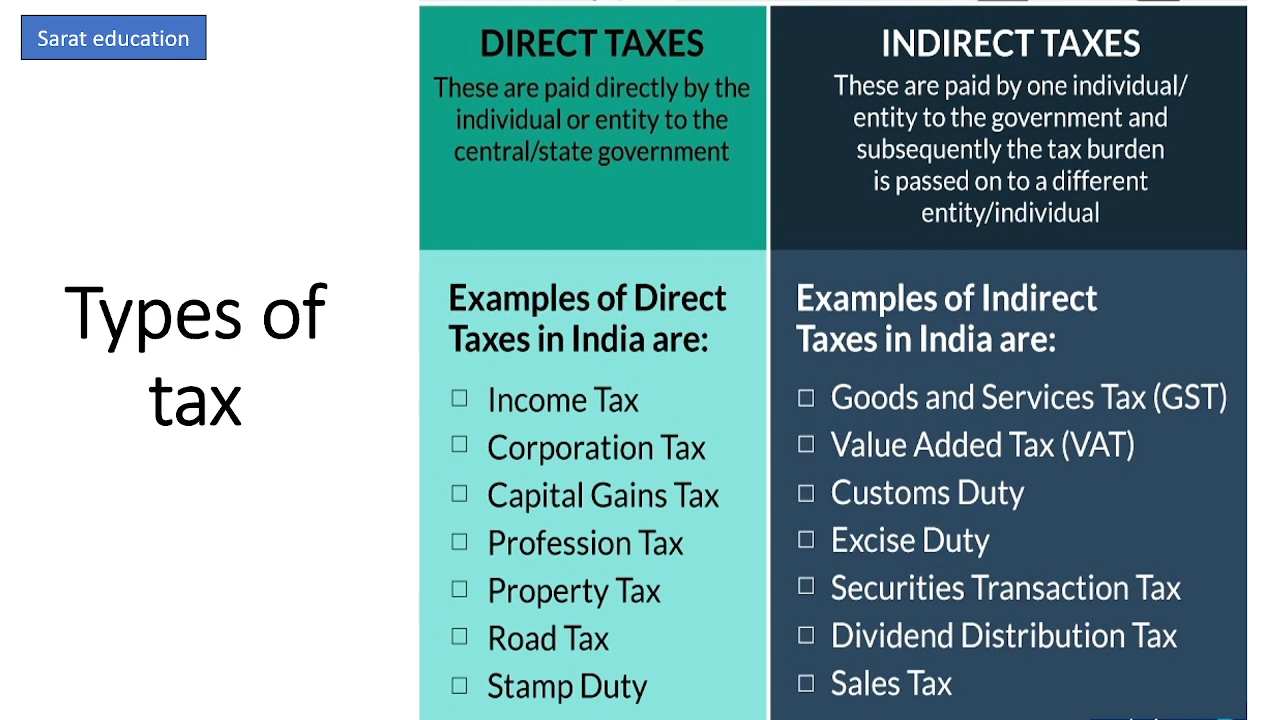 Sarat education
Types of
tax
DIRECT TAXES
These are paid directly by the
individual or entity to the
central/state government
Examples of Direct
Taxes in India are:
Income Tax
Corporation Tax
Capital Gains Tax
Profession Tax
Property Tax
Road Tax
Stamp Duty
INDIRECT TAXES
These are paid by one individual/
entity to the government and
subsequently the tax burden
is passed on to a different
entity/individual
Examples of Indirect
Taxes in India are:
Goods and Services Tax (GST)
Value Added Tax (VAT)
Customs Duty
Excise Duty
Securities Transaction Tax
Dividend Distribution Tax
Sales Tax